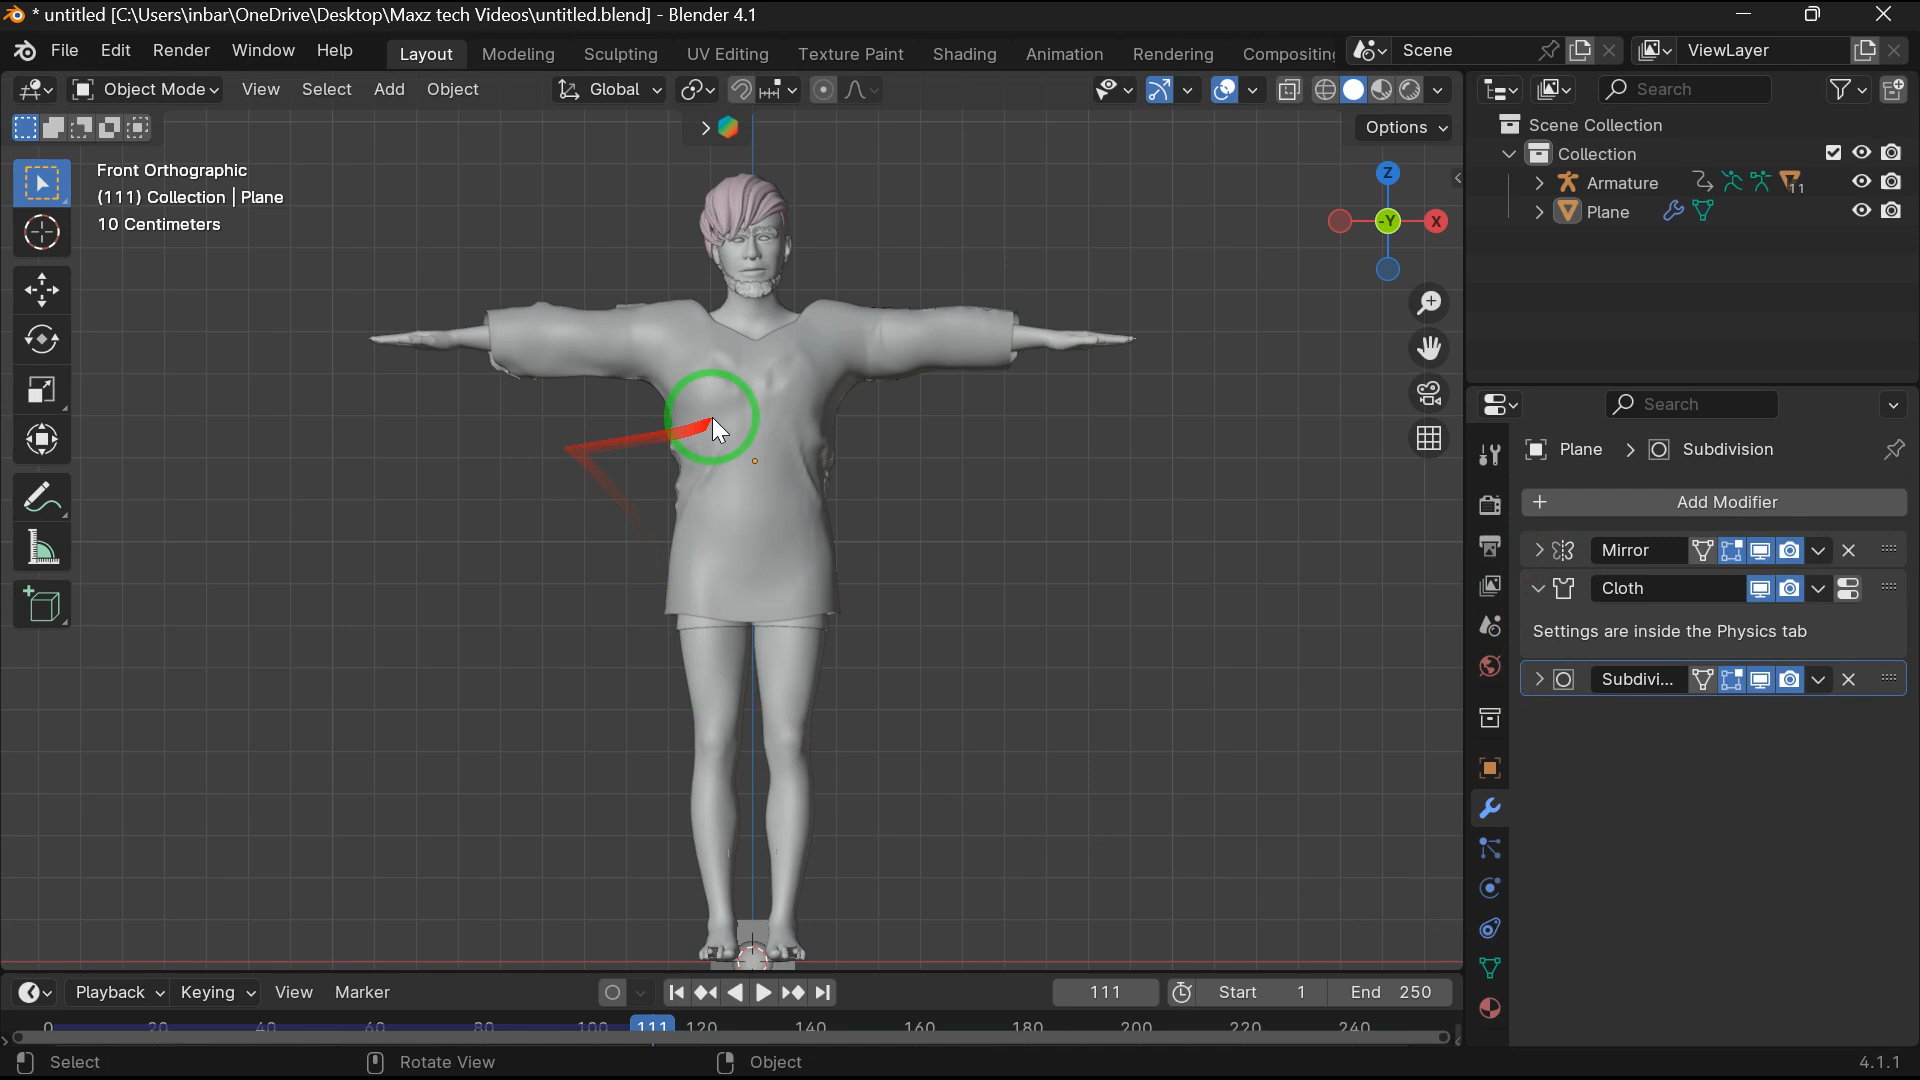 * untitled [C:\Users\inbar\OneDrive\Desktop\Maxz tech Videos\untitled.blend] - Blender 4.1
File Edit Render Window Help Layout Modeling Sculpting UV Editing Texture Paint Shading Animation Rendering Compositing Scene ViewLayer
Object Mode View Select Add Object Global Search
Options
Front Orthographic
(111) Collection | Plane
10 Centimeters
Z
-Y
X
Scene Collection
Collection
Armature 11
Plane
Search
Plane > Subdivision
+ Add Modifier
Mirror
Cloth
Settings are inside the Physics tab
Subdivi...
Playback Keying View Marker 111 Start 1 End 250
0 20 40 60 80 100 111 120 140 160 180 200 220 240
Select Rotate View Object 4.1.1